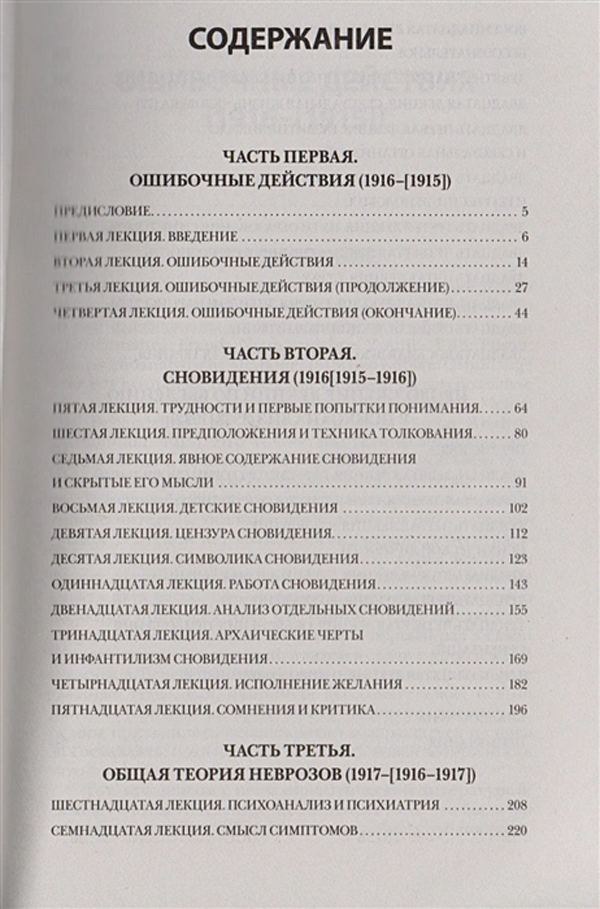 СОДЕРЖАНИЕ
ЧАСТЬ ПЕРВАЯ.
ОШИБОЧНЫЕ ДЕЙСТВИЯ (1916–[1915])
ПРЕДИСЛОВИЕ. 5
ПЕРВАЯ ЛЕКЦИЯ. ВВЕДЕНИЕ 6
ВТОРАЯ ЛЕКЦИЯ. ОШИБОЧНЫЕ ДЕЙСТВИЯ 14
ТРЕТЬЯ ЛЕКЦИЯ. ОШИБОЧНЫЕ ДЕЙСТВИЯ (ПРОДОЛЖЕНИЕ) 27
ЧЕТВЕРТАЯ ЛЕКЦИЯ. ОШИБОЧНЫЕ ДЕЙСТВИЯ (ОКОНЧАНИЕ) 44
ЧАСТЬ ВТОРАЯ.
СНОВИДЕНИЯ (1916[1915–1916])
ПЯТАЯ ЛЕКЦИЯ. ТРУДНОСТИ И ПЕРВЫЕ ПОПЫТКИ ПОНИМАНИЯ 64
ШЕСТАЯ ЛЕКЦИЯ. ПРЕДПОЛОЖЕНИЯ И ТЕХНИКА ТОЛКОВАНИЯ 80
СЕДЬМАЯ ЛЕКЦИЯ. ЯВНОЕ СОДЕРЖАНИЕ СНОВИДЕНИЯ
И СКРЫТЫЕ ЕГО МЫСЛИ 91
ВОСЬМАЯ ЛЕКЦИЯ. ДЕТСКИЕ СНОВИДЕНИЯ 102
ДЕВЯТАЯ ЛЕКЦИЯ. ЦЕНЗУРА СНОВИДЕНИЯ 112
ДЕСЯТАЯ ЛЕКЦИЯ. СИМВОЛИКА СНОВИДЕНИЯ 123
ОДИННАДЦАТАЯ ЛЕКЦИЯ. РАБОТА СНОВИДЕНИЯ 143
ДВЕНАДЦАТАЯ ЛЕКЦИЯ. АНАЛИЗ ОТДЕЛЬНЫХ СНОВИДЕНИЙ 155
ТРИНАДЦАТАЯ ЛЕКЦИЯ. АРХАИЧЕСКИЕ ЧЕРТЫ
И ИНФАНТИЛИЗМ СНОВИДЕНИЯ 169
ЧЕТЫРНАДЦАТАЯ ЛЕКЦИЯ. ИСПОЛНЕНИЕ ЖЕЛАНИЯ 182
ПЯТНАДЦАТАЯ ЛЕКЦИЯ. СОМНЕНИЯ И КРИТИКА 196
ЧАСТЬ ТРЕТЬЯ.
ОБЩАЯ ТЕОРИЯ НЕВРОЗОВ (1917–[1916–1917])
ШЕСТНАДЦАТАЯ ЛЕКЦИЯ. ПСИХОАНАЛИЗ И ПСИХИАТРИЯ 208
СЕМНАДЦАТАЯ ЛЕКЦИЯ. СМЫСЛ СИМПТОМОВ 220